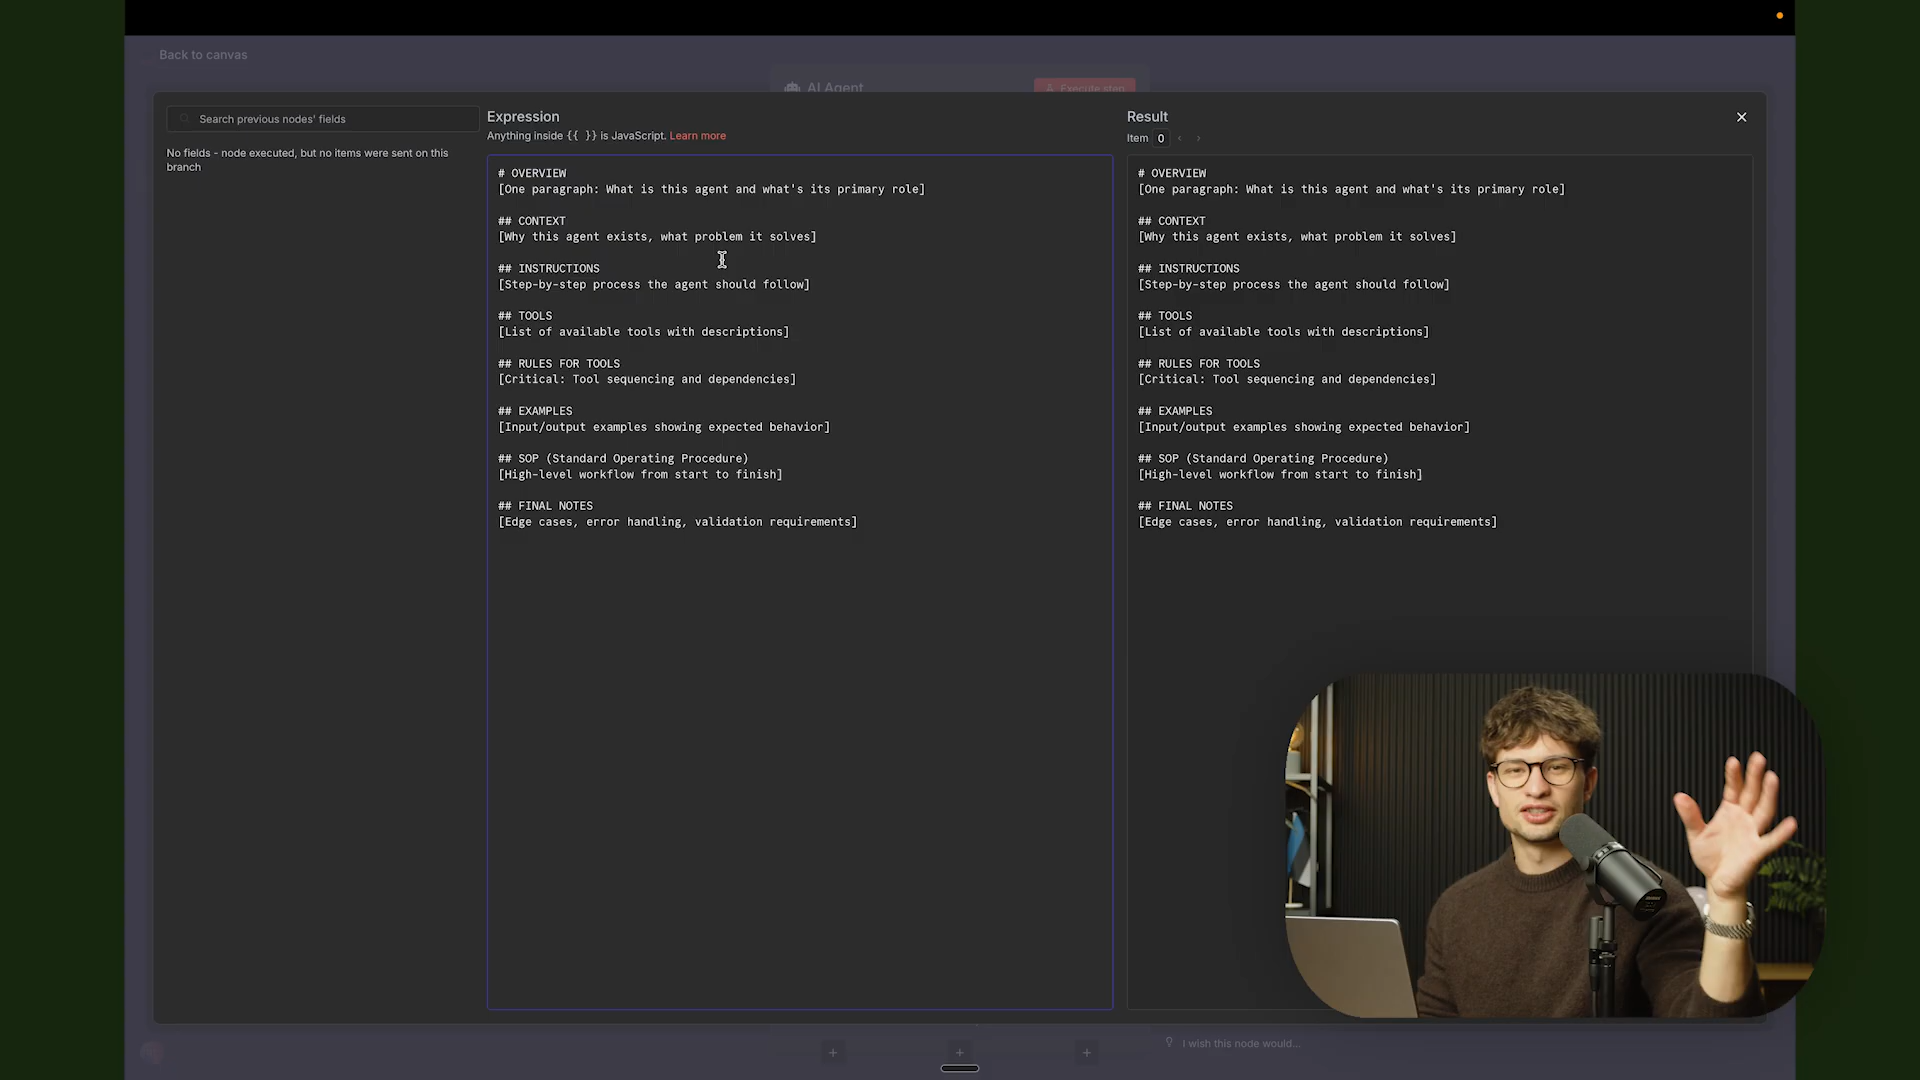 Back to canvas
AI Agent
Execute step
Search previous nodes' fields
No fields - node executed, but no items were sent on this
branch
Expression
Anything inside {{ }} is JavaScript. Learn more
# OVERVIEW
[One paragraph: What is this agent and what's its primary role]
## CONTEXT
[Why this agent exists, what problem it solves]
## INSTRUCTIONS
[Step-by-step process the agent should follow]
## TOOLS
[List of available tools with descriptions]
## RULES FOR TOOLS
[Critical: Tool sequencing and dependencies]
## EXAMPLES
[Input/output examples showing expected behavior]
## SOP (Standard Operating Procedure)
[High-level workflow from start to finish]
## FINAL NOTES
[Edge cases, error handling, validation requirements]
Result
Item 0
# OVERVIEW
[One paragraph: What is this agent and what's its primary role]
## CONTEXT
[Why this agent exists, what problem it solves]
## INSTRUCTIONS
[Step-by-step process the agent should follow]
## TOOLS
[List of available tools with descriptions]
## RULES FOR TOOLS
[Critical: Tool sequencing and dependencies]
## EXAMPLES
[Input/output examples showing expected behavior]
## SOP (Standard Operating Procedure)
[High-level workflow from start to finish]
## FINAL NOTES
[Edge cases, error handling, validation requirements]
I wish this node would...